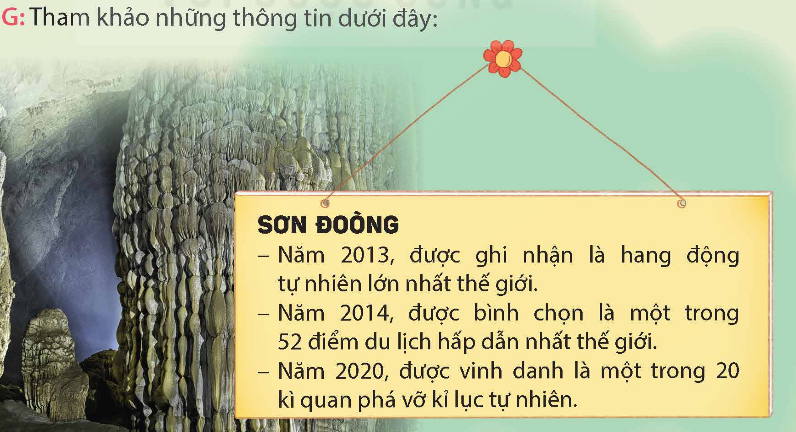 G: Tham khảo những thông tin dưới đây:
SƠN ĐOÒNG
– Năm 2013, được ghi nhận là hang động
tự nhiên lớn nhất thế giới.
– Năm 2014, được bình chọn là một trong
52 điểm du lịch hấp dẫn nhất thế giới.
– Năm 2020, được vinh danh là một trong 20
kì quan phá vỡ kỉ lục tự nhiên.